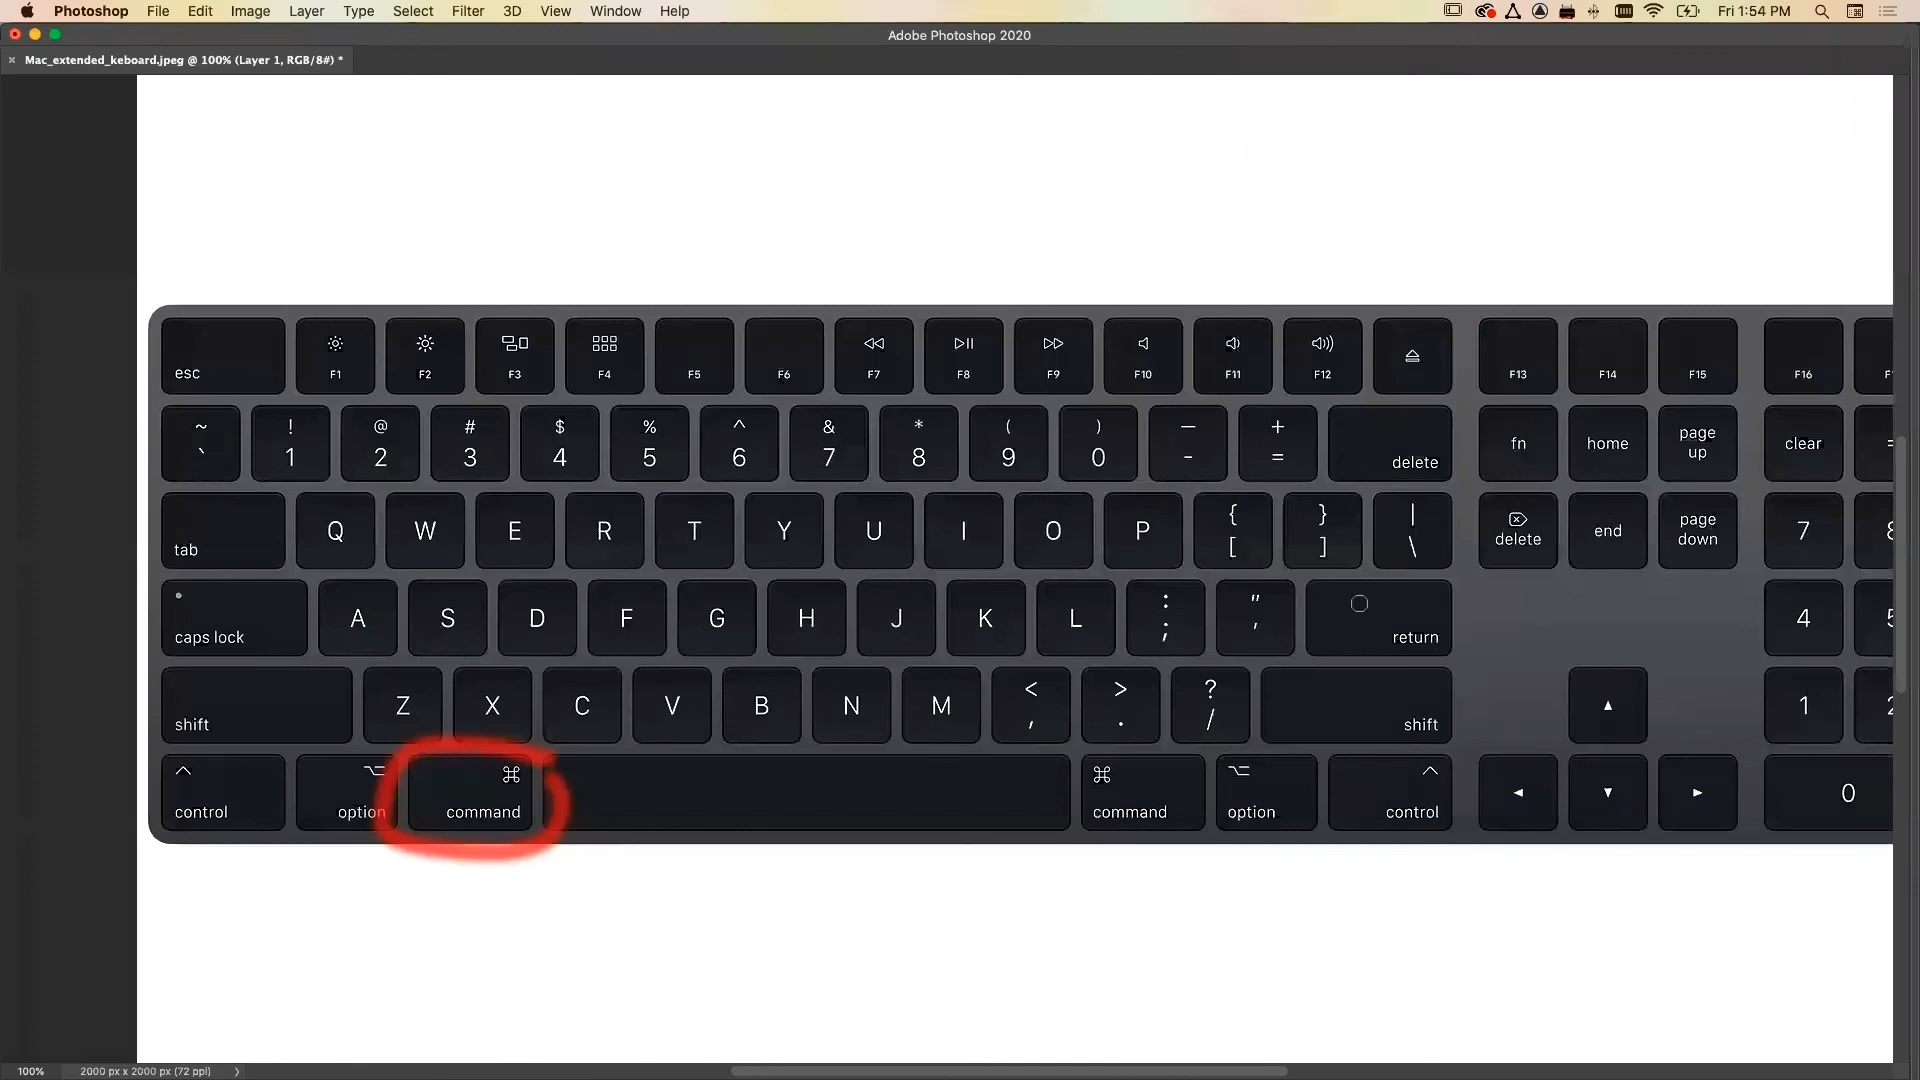 Photoshop File Edit Image Layer Type Select Filter 3D View Window Help Fri 1:54 PM
Adobe Photoshop 2020
× Mac_extended_keboard.jpeg @ 100% (Layer 1, RGB/8#) *
esc F1 F2 F3 F4 F5 F6 F7 F8 F9 F10 F11 F12 F13 F14 F15 F16
~ ! @ # $ % ^ & * ( ) — +
` 1 2 3 4 5 6 7 8 9 0 - = delete fn home page up clear =
tab Q W E R T Y U I O P { [ } ] | \ delete end page down 7 8
caps lock A S D F G H J K L : ; " ' return 4 5
shift Z X C V B N M < , > . ? / shift ▲ 1 2
^ ⌥ ⌘ ⌘ ⌥ ^
control option command command option control ◄ ▼ ► 0
100% 2000 px x 2000 px (72 ppi) >